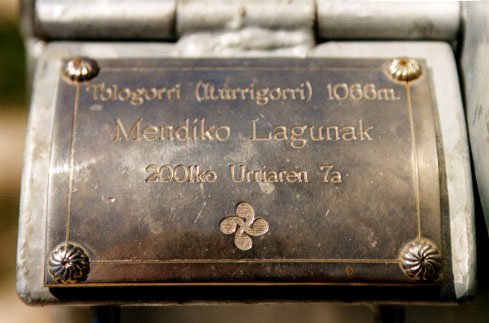 Tologorri (Iturrigorri) 1066m.
Mendiko Lagunak
2001ko Urriaren 7a